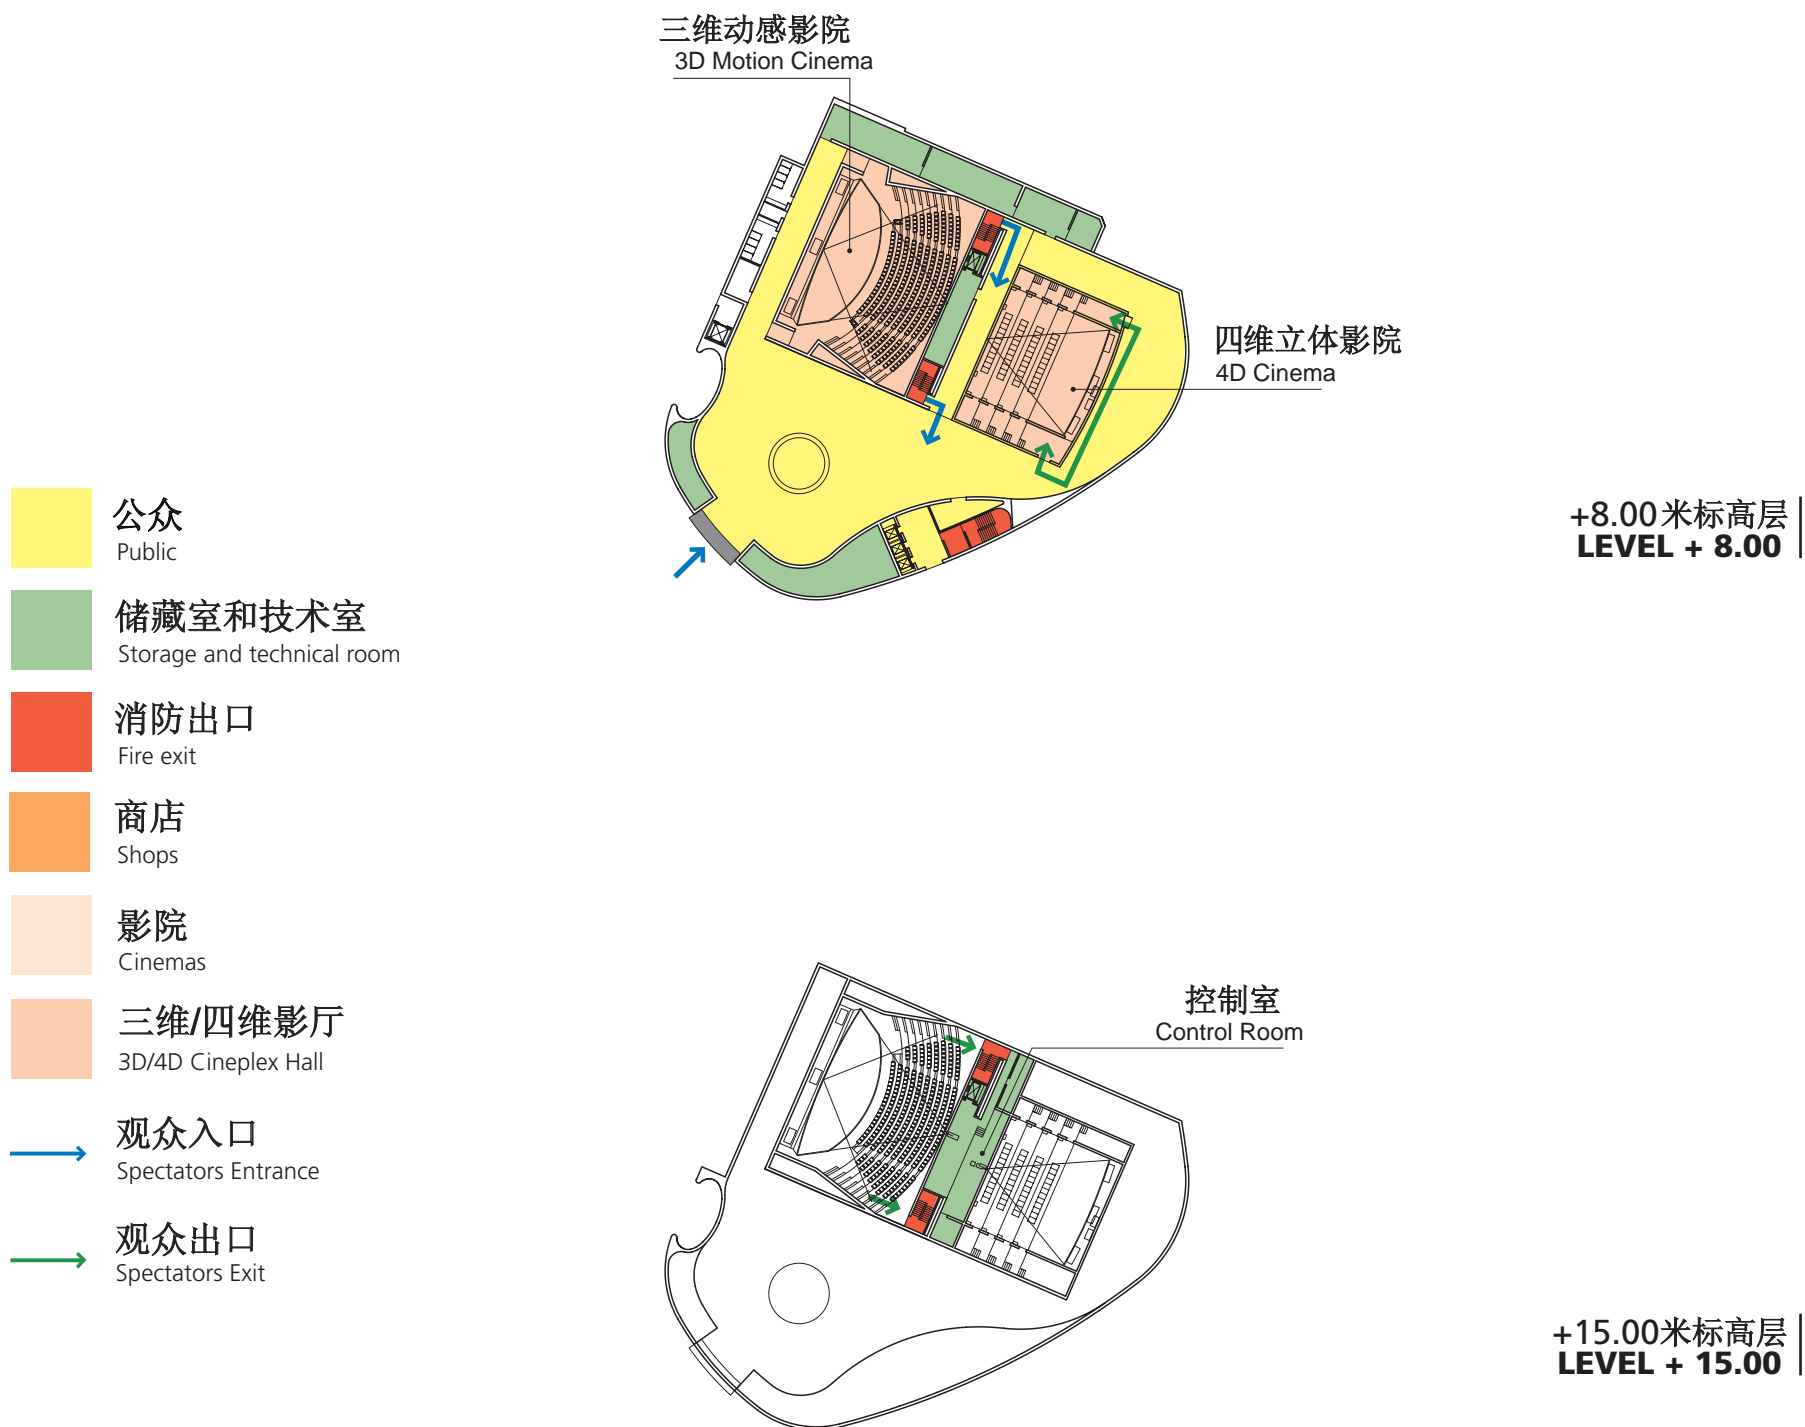 三维动感影院
3D Motion Cinema
四维立体影院
4D Cinema
+8.00米标高层
LEVEL + 8.00
公众
Public
储藏室和技术室
Storage and technical room
消防出口
Fire exit
商店
Shops
影院
Cinemas
三维/四维影厅
3D/4D Cineplex Hall
观众入口
Spectators Entrance
观众出口
Spectators Exit
控制室
Control Room
+15.00米标高层
LEVEL + 15.00